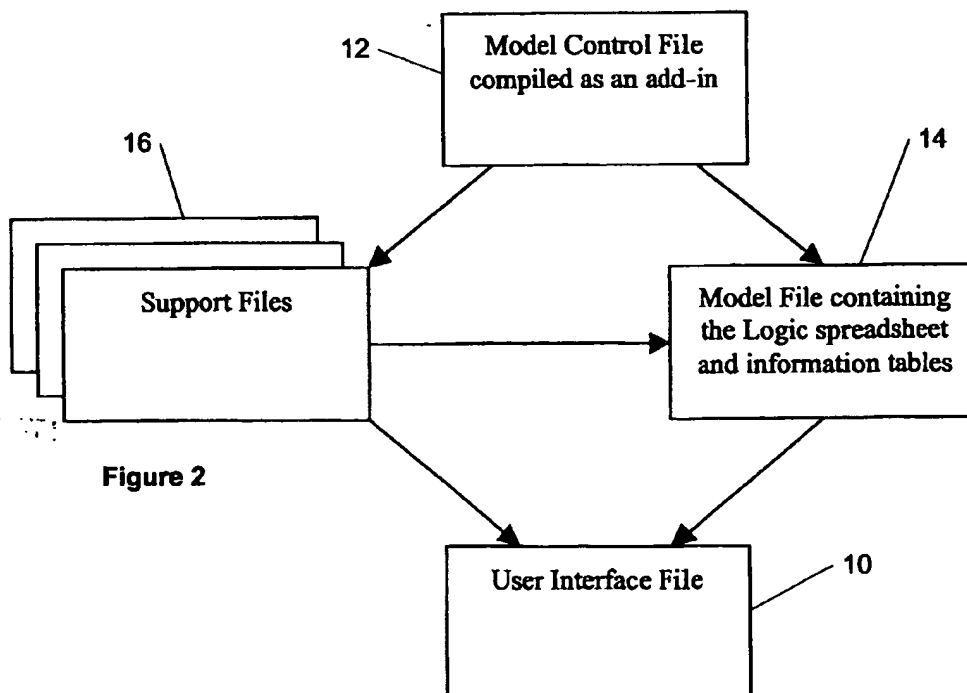 12
Model Control File
compiled as an add-in
16
14
Support Files
Model File containing
the Logic spreadsheet
and information tables
Figure 2
User Interface File
10